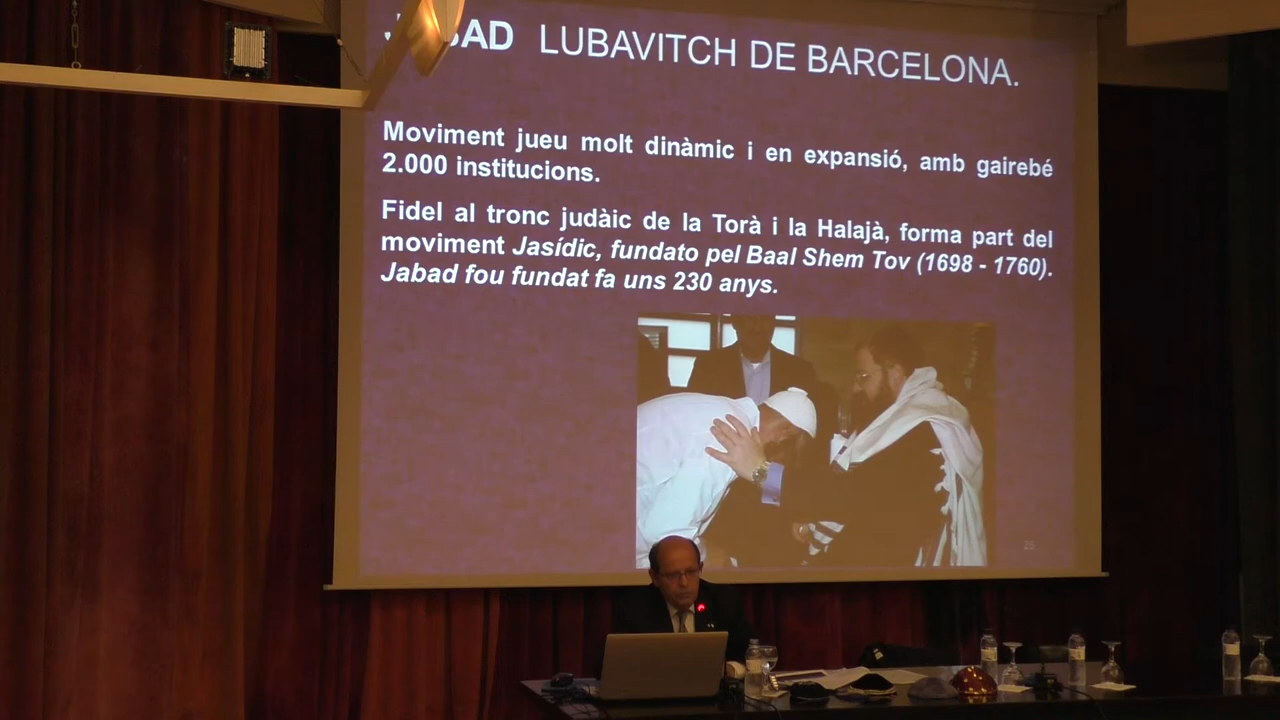 LUBAVITCH DE BARCELONA.
Moviment jueu molt dinàmic i en expansió, amb gairebé
2.000 institucions.
Fidel al tronc judàic de la Torà i la Halajà, forma part del
moviment Jasídic, fundato pel Baal Shem Tov (1698 - 1760).
Jabad fou fundat fa uns 230 anys.
25